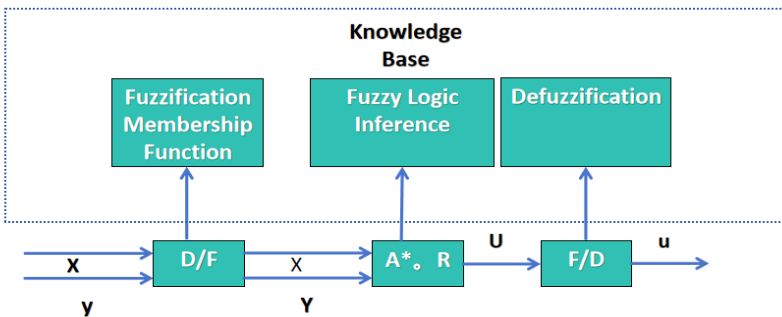 Knowledge
Base
Fuzzification
Membership
Function
Fuzzy Logic
Inference
Defuzzification
X
y
D/F
X
Y
A*。 R
U
F/D
u